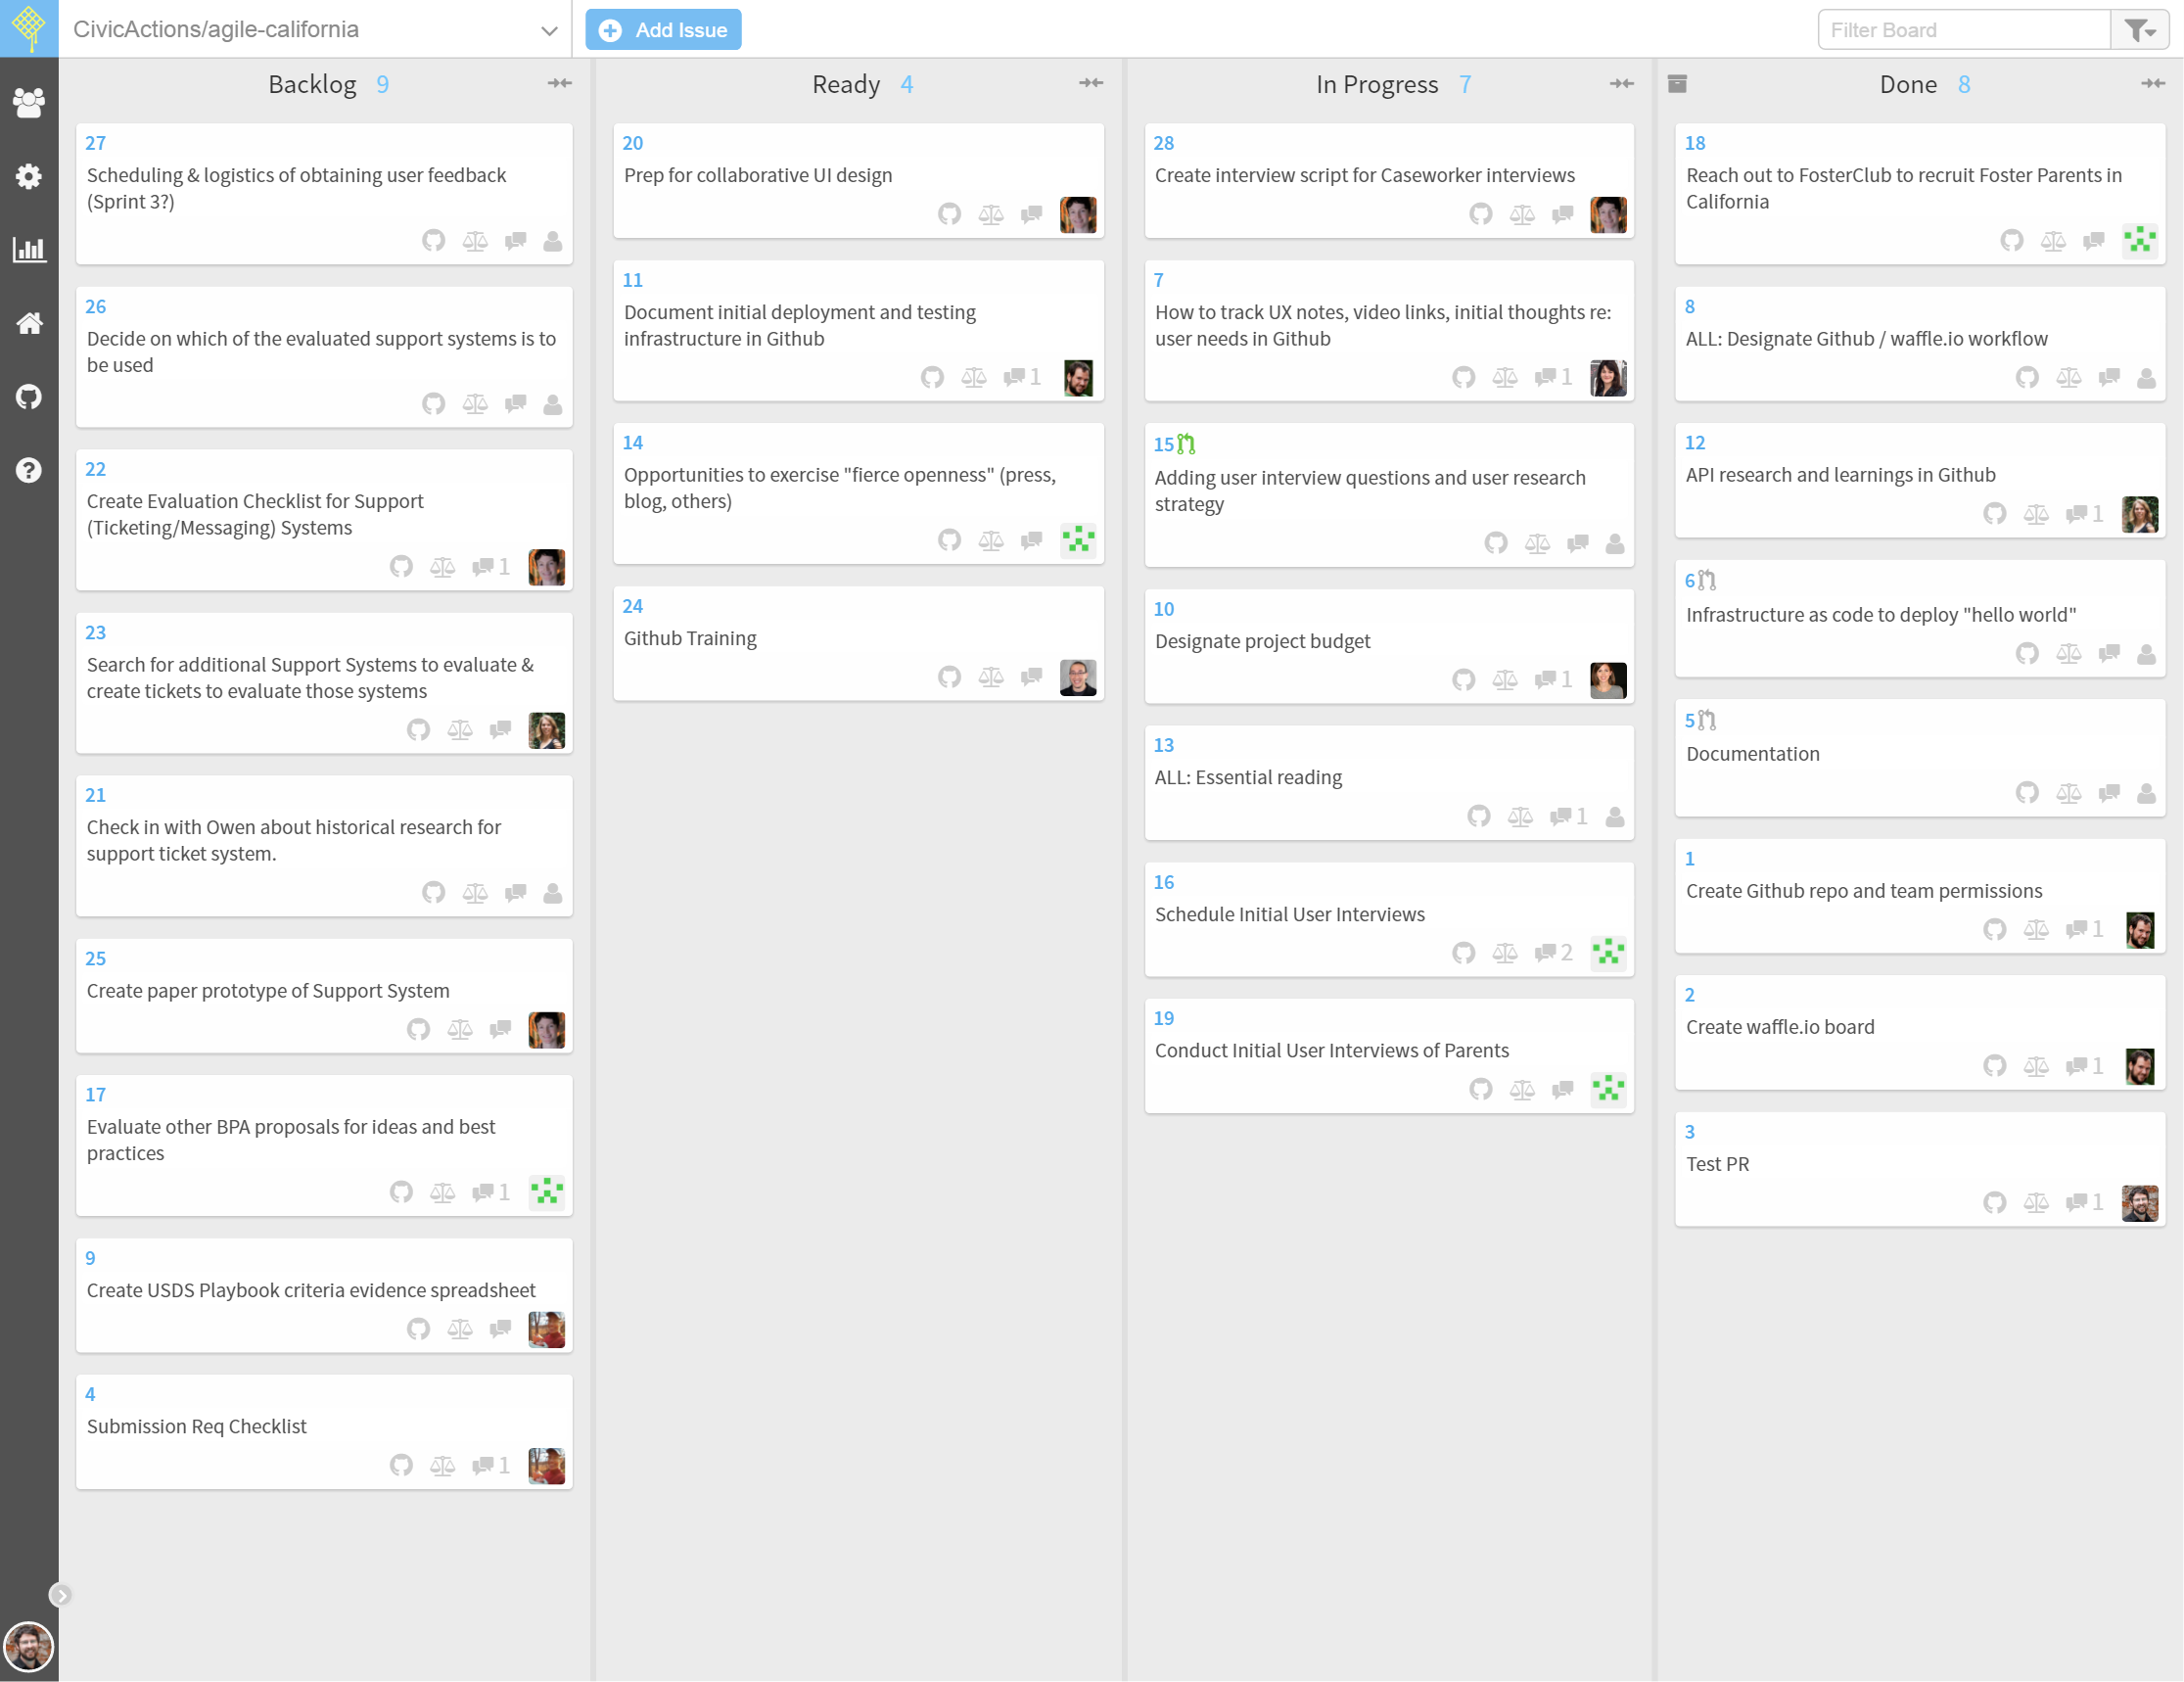 CivicActions/agile-california
Add Issue
Filter Board
Backlog 9
27
Scheduling & logistics of obtaining user feedback
(Sprint 3?)
26
Decide on which of the evaluated support systems is to
be used
22
Create Evaluation Checklist for Support
(Ticketing/Messaging) Systems
1
23
Search for additional Support Systems to evaluate &
create tickets to evaluate those systems
21
Check in with Owen about historical research for
support ticket system.
25
Create paper prototype of Support System
17
Evaluate other BPA proposals for ideas and best
practices
1
9
Create USDS Playbook criteria evidence spreadsheet
4
Submission Req Checklist
1
Ready 4
20
Prep for collaborative UI design
11
Document initial deployment and testing
infrastructure in Github
1
14
Opportunities to exercise "fierce openness" (press,
blog, others)
24
Github Training
In Progress 7
28
Create interview script for Caseworker interviews
7
How to track UX notes, video links, initial thoughts re:
user needs in Github
1
15
Adding user interview questions and user research
strategy
10
Designate project budget
1
13
ALL: Essential reading
1
16
Schedule Initial User Interviews
2
19
Conduct Initial User Interviews of Parents
Done 8
18
Reach out to FosterClub to recruit Foster Parents in
California
8
ALL: Designate Github / waffle.io workflow
12
API research and learnings in Github
1
6
Infrastructure as code to deploy "hello world"
5
Documentation
1
Create Github repo and team permissions
1
2
Create waffle.io board
1
3
Test PR
1